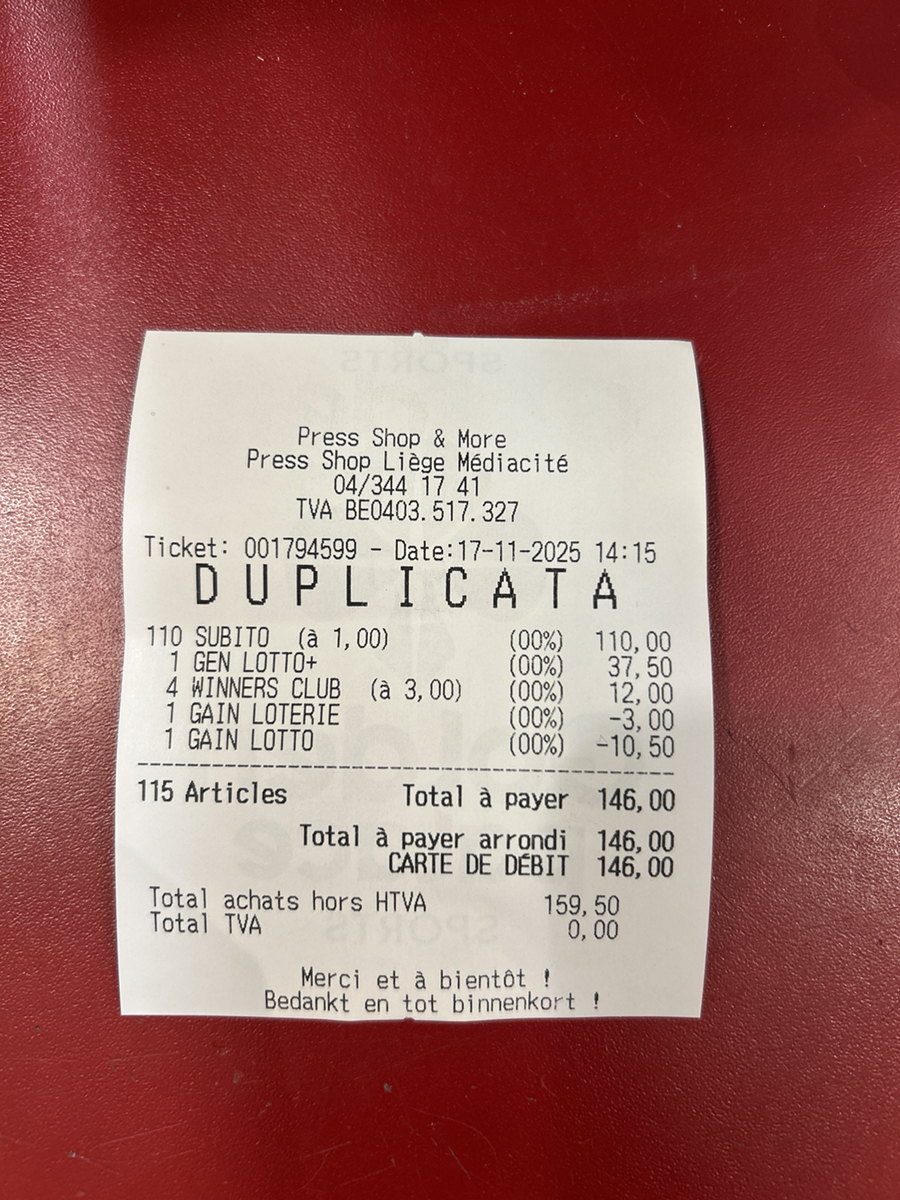 SPORTS
Press Shop & More
Press Shop Liège Médiacité
04/344 17 41
TVA BE0403.517.327
Ticket: 001794599 - Date:17-11-2025 14:15
DUPLICATA
110 SUBITO (à 1,00) (00%) 110,00
1 GEN LOTTO+ (00%) 37,50
4 WINNERS CLUB (à 3,00) (00%) 12,00
1 GAIN LOTERIE (00%) -3,00
1 GAIN LOTTO (00%) -10,50
115 Articles Total à payer 146,00
Total à payer arrondi 146,00
CARTE DE DÉBIT 146,00
Total achats hors HTVA 159,50
Total TVA 0,00
SPORTS
Merci et à bientôt !
Bedankt en tot binnenkort !